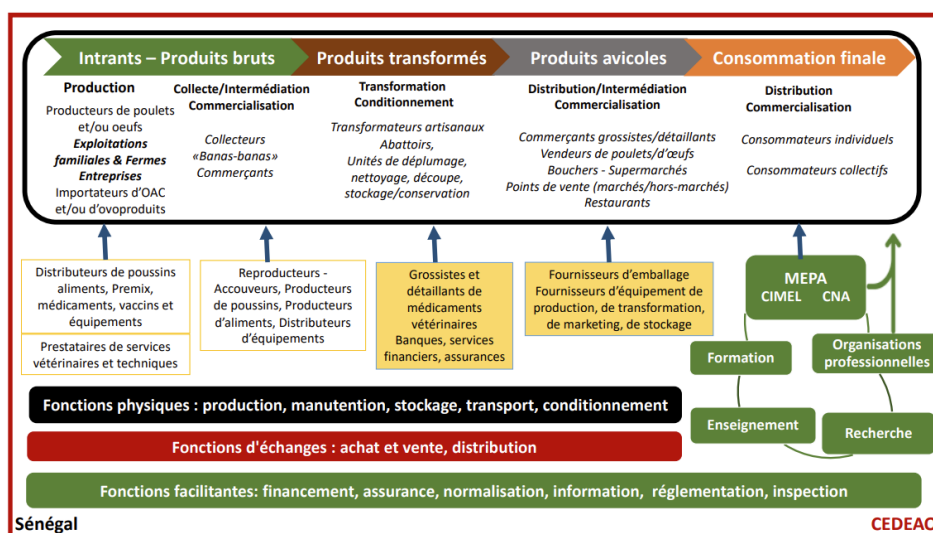 Intrants – Produits bruts
Produits transformés
Produits avicoles
Consommation finale
Production
Producteurs de poulets
et/ou oeufs
Exploitations
familiales & Fermes
Entreprises
Importateurs d'OAC
et/ou d'ovoproduits
Collecte/Intermédiation
Commercialisation
Collecteurs
«Banas-banas»
Commerçants
Transformation
Conditionnement
Transformateurs artisanaux
Abattoirs,
Unités de déplumage,
nettoyage, découpe,
stockage/conservation
Distribution/Intermédiation
Commercialisation
Commerçants grossistes/détaillants
Vendeurs de poulets/d'œufs
Bouchers - Supermarchés
Points de vente (marchés/hors-marchés)
Restaurants
Distribution
Commercialisation
Consommateurs individuels
Consommateurs collectifs
Distributeurs de poussins
aliments, Premix,
médicaments, vaccins et
équipements
Prestataires de services
vétérinaires et techniques
Reproducteurs -
Accouveurs, Producteurs
de poussins, Producteurs
d'aliments, Distributeurs
d'équipements
Grossistes et
détaillants de
médicaments
vétérinaires
Banques, services
financiers, assurances
Fournisseurs d'emballage
Fournisseurs d'équipement de
production, de transformation,
de marketing, de stockage
MEPA
CIMEL CNA
Formation
Organisations
professionnelles
Enseignement
Recherche
Fonctions physiques : production, manutention, stockage, transport, conditionnement
Fonctions d'échanges : achat et vente, distribution
Fonctions facilitantes: financement, assurance, normalisation, information, réglementation, inspection
Sénégal
CEDEAO